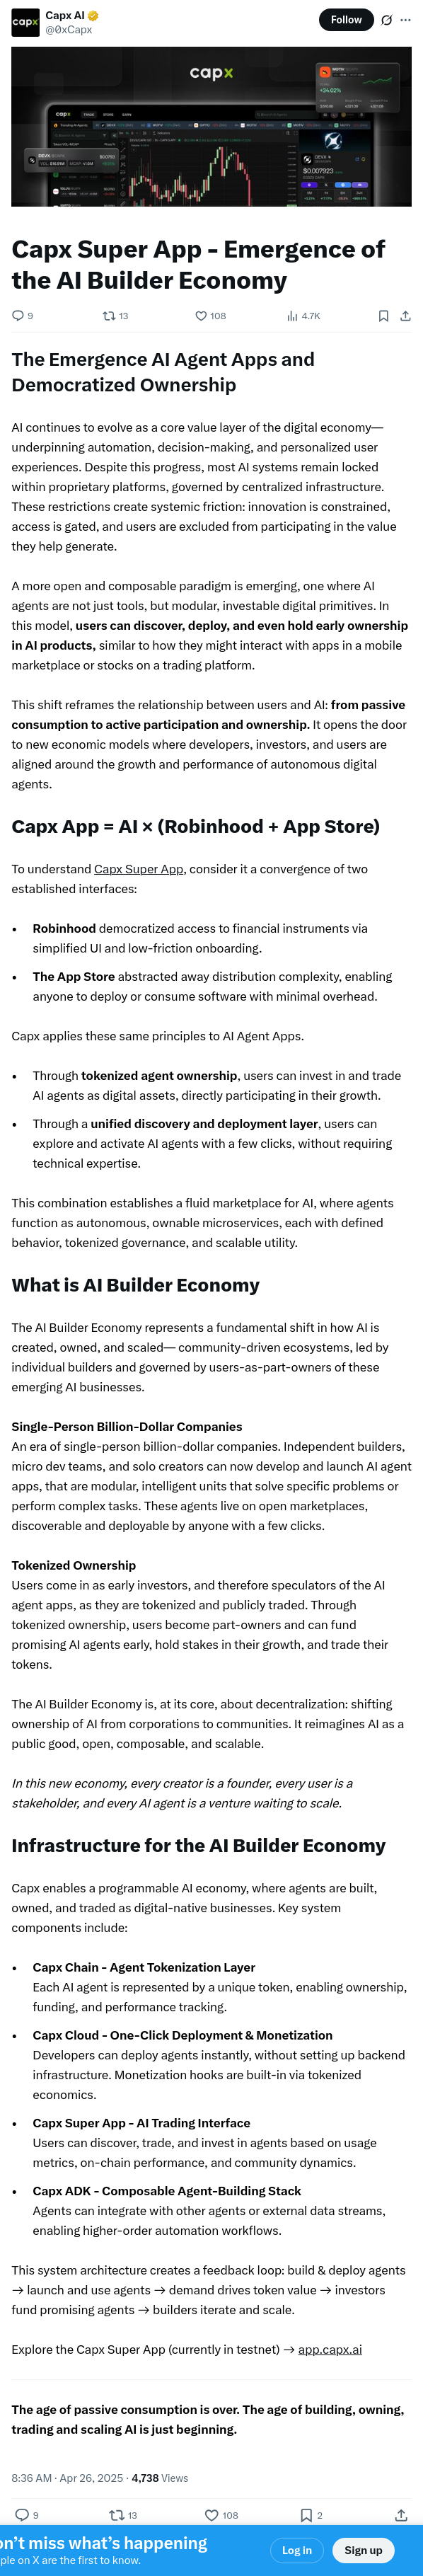 Capx AI
@0xCapx
Follow
capx
capx
Capx Super App - Emergence of
the AI Builder Economy
9 13 108 4.7K
The Emergence AI Agent Apps and
Democratized Ownership
AI continues to evolve as a core value layer of the digital economy—
underpinning automation, decision-making, and personalized user
experiences. Despite this progress, most AI systems remain locked
within proprietary platforms, governed by centralized infrastructure.
These restrictions create systemic friction: innovation is constrained,
access is gated, and users are excluded from participating in the value
they help generate.
A more open and composable paradigm is emerging, one where AI
agents are not just tools, but modular, investable digital primitives. In
this model, users can discover, deploy, and even hold early ownership
in AI products, similar to how they might interact with apps in a mobile
marketplace or stocks on a trading platform.
This shift reframes the relationship between users and AI: from passive
consumption to active participation and ownership. It opens the door
to new economic models where developers, investors, and users are
aligned around the growth and performance of autonomous digital
agents.
Capx App = AI × (Robinhood + App Store)
To understand Capx Super App, consider it a convergence of two
established interfaces:
• Robinhood democratized access to financial instruments via
simplified UI and low-friction onboarding.
• The App Store abstracted away distribution complexity, enabling
anyone to deploy or consume software with minimal overhead.
Capx applies these same principles to AI Agent Apps.
• Through tokenized agent ownership, users can invest in and trade
AI agents as digital assets, directly participating in their growth.
• Through a unified discovery and deployment layer, users can
explore and activate AI agents with a few clicks, without requiring
technical expertise.
This combination establishes a fluid marketplace for AI, where agents
function as autonomous, ownable microservices, each with defined
behavior, tokenized governance, and scalable utility.
What is AI Builder Economy
The AI Builder Economy represents a fundamental shift in how AI is
created, owned, and scaled— community-driven ecosystems, led by
individual builders and governed by users-as-part-owners of these
emerging AI businesses.
Single-Person Billion-Dollar Companies
An era of single-person billion-dollar companies. Independent builders,
micro dev teams, and solo creators can now develop and launch AI agent
apps, that are modular, intelligent units that solve specific problems or
perform complex tasks. These agents live on open marketplaces,
discoverable and deployable by anyone with a few clicks.
Tokenized Ownership
Users come in as early investors, and therefore speculators of the AI
agent apps, as they are tokenized and publicly traded. Through
tokenized ownership, users become part-owners and can fund
promising AI agents early, hold stakes in their growth, and trade their
tokens.
The AI Builder Economy is, at its core, about decentralization: shifting
ownership of AI from corporations to communities. It reimagines AI as a
public good, open, composable, and scalable.
In this new economy, every creator is a founder, every user is a
stakeholder, and every AI agent is a venture waiting to scale.
Infrastructure for the AI Builder Economy
Capx enables a programmable AI economy, where agents are built,
owned, and traded as digital-native businesses. Key system
components include:
• Capx Chain - Agent Tokenization Layer
Each AI agent is represented by a unique token, enabling ownership,
funding, and performance tracking.
• Capx Cloud - One-Click Deployment & Monetization
Developers can deploy agents instantly, without setting up backend
infrastructure. Monetization hooks are built-in via tokenized
economics.
• Capx Super App - AI Trading Interface
Users can discover, trade, and invest in agents based on usage
metrics, on-chain performance, and community dynamics.
• Capx ADK - Composable Agent-Building Stack
Agents can integrate with other agents or external data streams,
enabling higher-order automation workflows.
This system architecture creates a feedback loop: build & deploy agents
→ launch and use agents → demand drives token value → investors
fund promising agents → builders iterate and scale.
Explore the Capx Super App (currently in testnet) → app.capx.ai
The age of passive consumption is over. The age of building, owning,
trading and scaling AI is just beginning.
8:36 AM · Apr 26, 2025 · 4,738 Views
9 13 108 2
on't miss what's happening
ple on X are the first to know.
Log in
Sign up